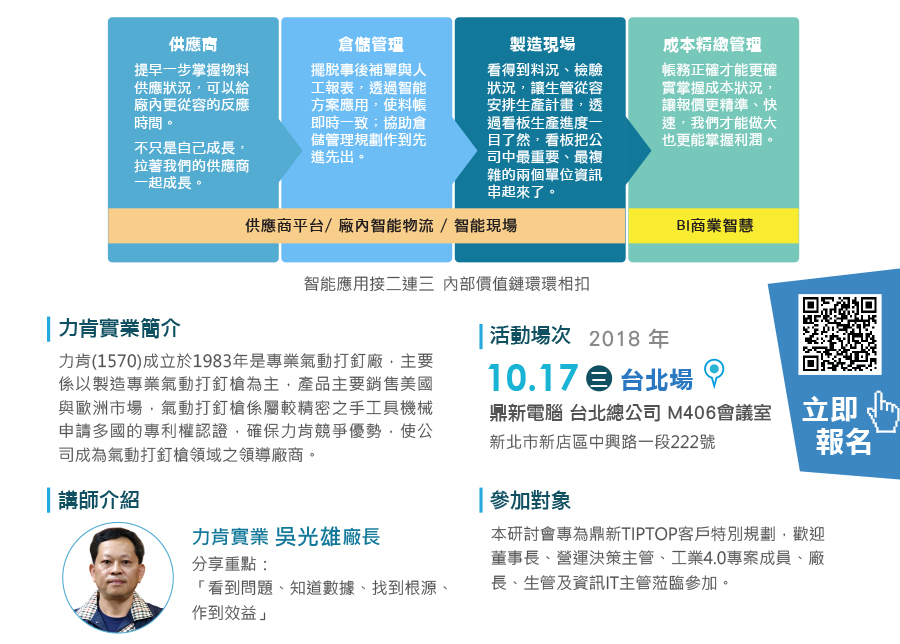 供應商
提早一步掌握物料
供應狀況，可以給
廠內更從容的反應
時間。
不只是自己成長，
拉著我們的供應商
一起成長。
倉儲管理
擺脱事後補單與人
工報表，透過智能
方案應用，使料帳
即時一致；協助倉
儲管理規劃作到先
進先出。
製造現場
看得到料況、檢驗
狀況，讓生管從容
安排生產計畫，透
過看板生產進度一
目了然，看板把公
司中最重要、最複
雜的兩個單位資訊
串起來了。
成本精緻管理
帳務正確才能更確
實掌握成本狀況，
讓報價更精準、快
速，我們才能做大
也更能掌握利潤。
供應商平台/ 廠內智能物流 / 智能現場
BI商業智慧
智能應用接二連三 內部價值鏈環環相扣
力肯實業簡介
力肯(1570)成立於1983年是專業氣動打釘廠，主要
係以製造專業氣動打釘槍為主，產品主要銷售美國
與歐洲市場，氣動打釘槍係屬較精密之手工具機械
申請多國的專利權認證，確保力肯競爭優勢，使公
司成為氣動打釘槍領域之領導廠商。
活動場次 2018 年
10.17 三 台北場
鼎新電腦 台北總公司 M406會議室
新北市新店區中興路一段222號
立即
報名
講師介紹
力肯實業 吳光雄廠長
分享重點：
「看到問題、知道數據、找到根源、
作到效益」
參加對象
本研討會專為鼎新TIPTOP客戶特別規劃，歡迎
董事長、營運決策主管、工業4.0專案成員、廠
長、生管及資訊IT主管蒞臨參加。